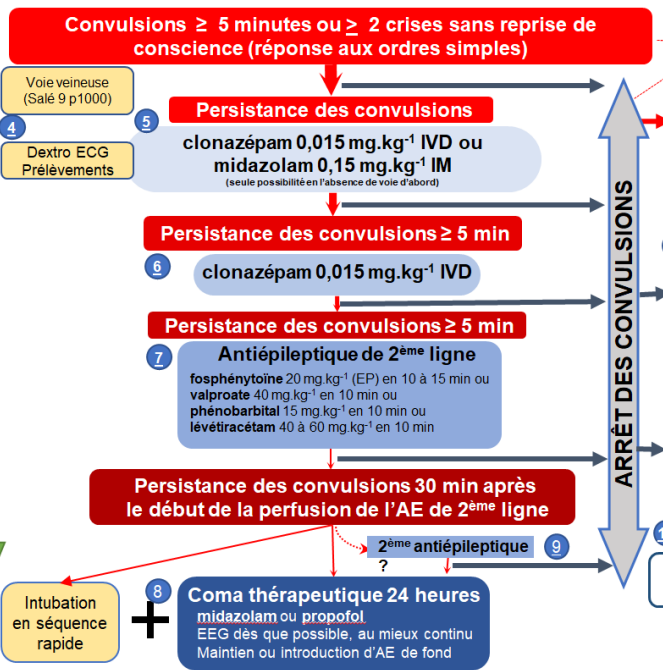 Convulsions ≥ 5 minutes ou ≥ 2 crises sans reprise de
conscience (réponse aux ordres simples)
Voie veineuse
(Salé 9 p1000)
4
Dextro ECG
Prélèvements
5
Persistance des convulsions
clonazépam 0,015 mg.kg⁻¹ IVD ou
midazolam 0,15 mg.kg⁻¹ IM
(seule possibilité en l'absence de voie d'abord)
Persistance des convulsions ≥ 5 min
6
clonazépam 0,015 mg.kg⁻¹ IVD
Persistance des convulsions ≥ 5 min
7
Antiépileptique de 2ème ligne
fosphénytoïne 20 mg.kg⁻¹ (EP) en 10 à 15 min ou
valproate 40 mg.kg⁻¹ en 10 min ou
phénobarbital 15 mg.kg⁻¹ en 10 min ou
lévétiracétam 40 à 60 mg.kg⁻¹ en 10 min
ARRÊT DES CONVULSIONS
Persistance des convulsions 30 min après
le début de la perfusion de l'AE de 2ème ligne
2ème antiépileptique
?
9
1
Intubation
en séquence
rapide
+
8
Coma thérapeutique 24 heures
midazolam ou propofol
EEG dès que possible, au mieux continu
Maintien ou introduction d'AE de fond